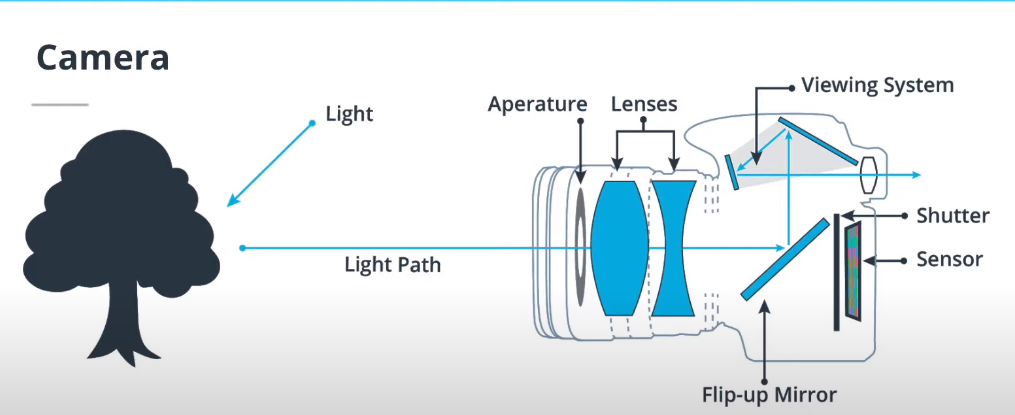 Camera
Light
Aperature
Lenses
Viewing System
Light Path
Shutter
Sensor
Flip-up Mirror